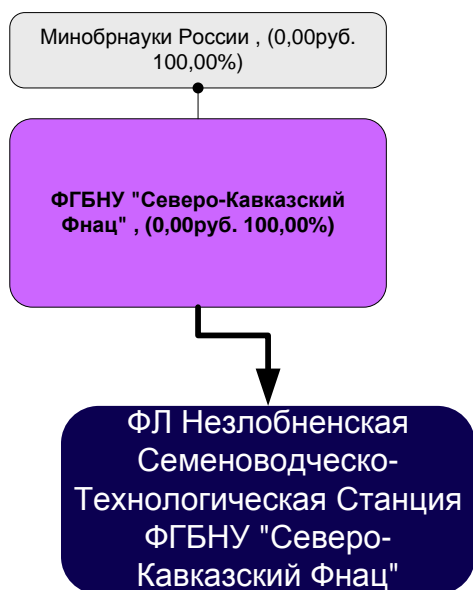 Минобрнауки России , (0,00руб.
100,00%)
ФГБНУ "Северо-Кавказский
Фнац" , (0,00руб. 100,00%)
ФЛ Незлобненская
Семеноводческо-
Технологическая Станция
ФГБНУ "Северо-
Кавказский Фнац"